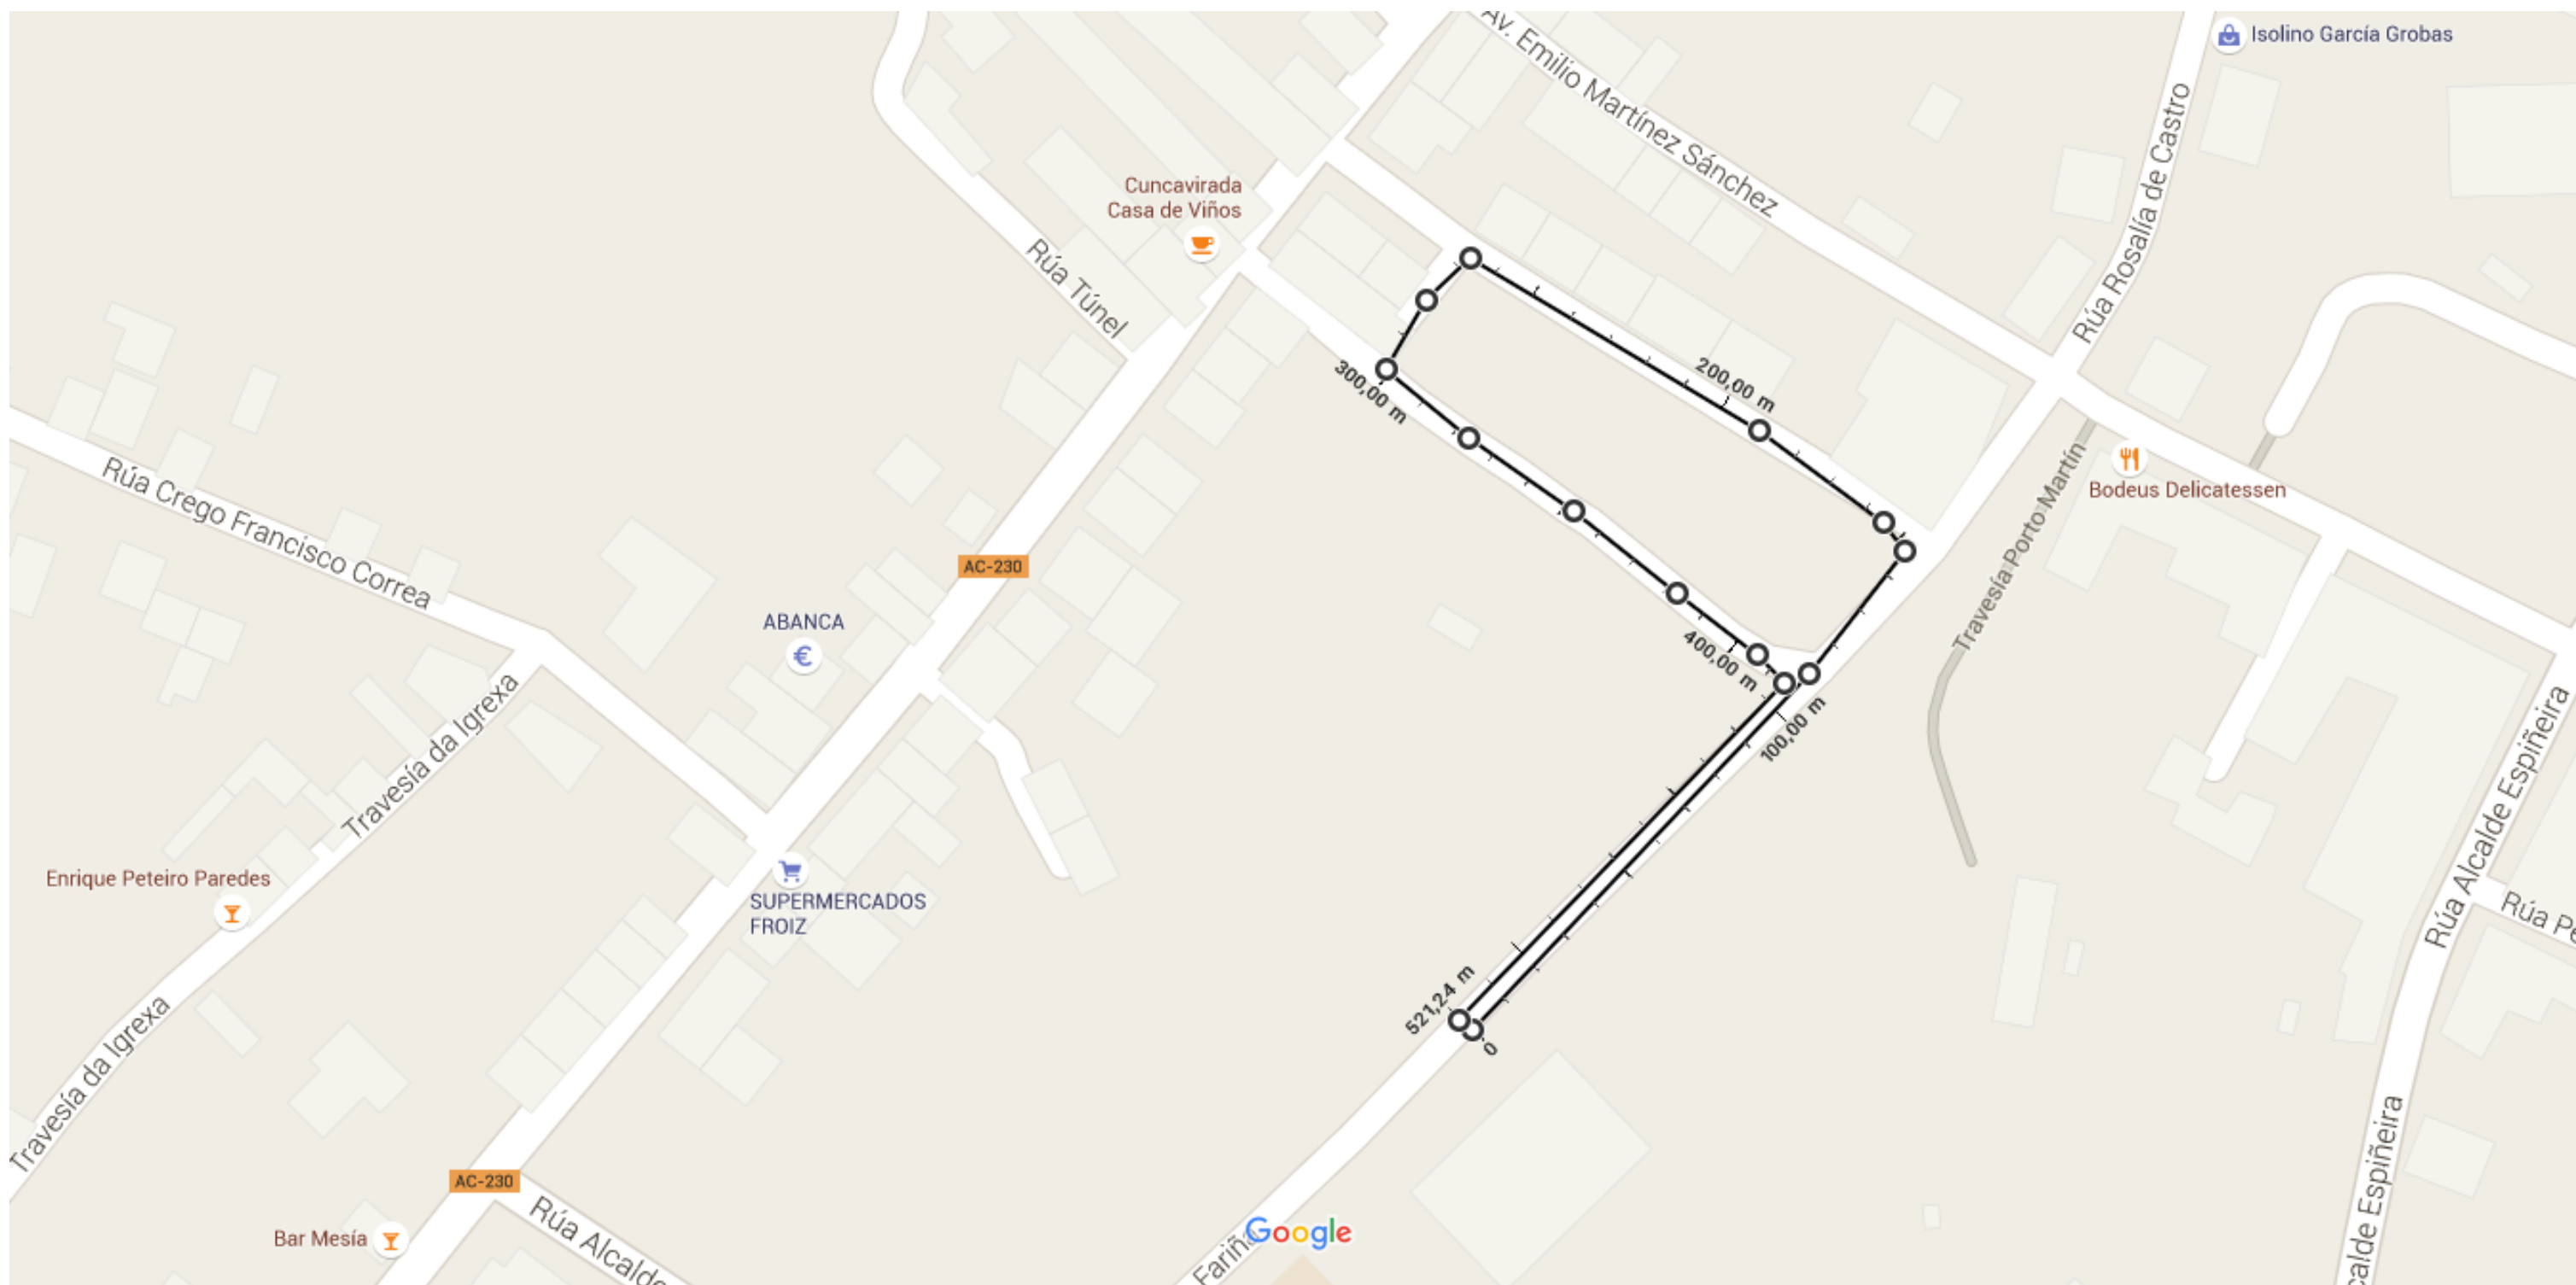 Av. Emilio Martínez Sánchez
Isolino García Grobas
Rúa Rosalía de Castro
Cuncavirada
Casa de Viños
Rúa Túnel
200,00 m
300,00 m
Travesía Porto Martín
Bodeus Delicatessen
Rúa Crego Francisco Correa
AC-230
ABANCA
400,00 m
100,00 m
Travesía da Igrexa
Rúa Alcalde Espiñeira
Enrique Peteiro Paredes
SUPERMERCADOS
FROIZ
Rúa Pe
521,24 m
0
Travesía da Igrexa
AC-230
Bar Mesía
Rúa Alcalde
Fariña
Google
calde Espiñeira